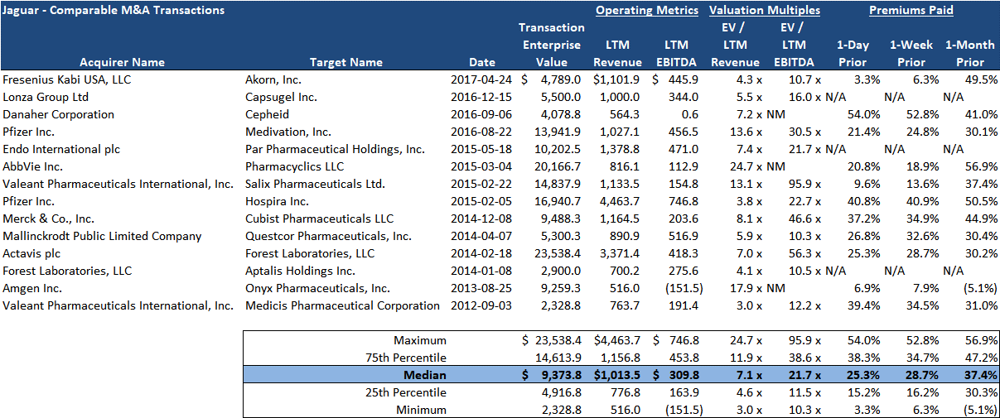 Jaguar - Comparable M&A Transactions Operating Metrics Valuation Multiples Premiums Paid
Transaction EV / EV /
Enterprise LTM LTM LTM LTM 1-Day 1-Week 1-Month
Acquirer Name Target Name Date Value Revenue EBITDA Revenue EBITDA Prior Prior Prior
Fresenius Kabi USA, LLC Akorn, Inc. 2017-04-24 $ 4,789.0 $1,101.9 $ 445.9 4.3 x 10.7 x 3.3% 6.3% 49.5%
Lonza Group Ltd Capsugel Inc. 2016-12-15 5,500.0 1,000.0 344.0 5.5 x 16.0 x N/A N/A N/A
Danaher Corporation Cepheid 2016-09-06 4,078.8 564.3 0.6 7.2 x NM 54.0% 52.8% 41.0%
Pfizer Inc. Medivation, Inc. 2016-08-22 13,941.9 1,027.1 456.5 13.6 x 30.5 x 21.4% 24.8% 30.1%
Endo International plc Par Pharmaceutical Holdings, Inc. 2015-05-18 10,202.5 1,378.8 471.0 7.4 x 21.7 x N/A N/A N/A
AbbVie Inc. Pharmacyclics LLC 2015-03-04 20,166.7 816.1 112.9 24.7 x NM 20.8% 18.9% 56.9%
Valeant Pharmaceuticals International, Inc. Salix Pharmaceuticals Ltd. 2015-02-22 14,837.9 1,133.5 154.8 13.1 x 95.9 x 9.6% 13.6% 37.4%
Pfizer Inc. Hospira Inc. 2015-02-05 16,940.7 4,463.7 746.8 3.8 x 22.7 x 40.8% 40.9% 50.5%
Merck & Co., Inc. Cubist Pharmaceuticals LLC 2014-12-08 9,488.3 1,164.5 203.6 8.1 x 46.6 x 37.2% 34.9% 44.9%
Mallinckrodt Public Limited Company Questcor Pharmaceuticals, Inc. 2014-04-07 5,300.3 890.9 516.9 5.9 x 10.3 x 26.8% 32.6% 30.4%
Actavis plc Forest Laboratories, LLC 2014-02-18 23,538.4 3,371.4 418.3 7.0 x 56.3 x 25.3% 28.7% 30.2%
Forest Laboratories, LLC Aptalis Holdings Inc. 2014-01-08 2,900.0 700.2 275.6 4.1 x 10.5 x N/A N/A N/A
Amgen Inc. Onyx Pharmaceuticals, Inc. 2013-08-25 9,259.3 516.0 (151.5) 17.9 x NM 6.9% 7.9% (5.1%)
Valeant Pharmaceuticals International, Inc. Medicis Pharmaceutical Corporation 2012-09-03 2,328.8 763.7 191.4 3.0 x 12.2 x 39.4% 34.5% 31.0%
Maximum $ 23,538.4 $4,463.7 $ 746.8 24.7 x 95.9 x 54.0% 52.8% 56.9%
75th Percentile 14,613.9 1,156.8 453.8 11.9 x 38.6 x 38.3% 34.7% 47.2%
Median $ 9,373.8 $1,013.5 $ 309.8 7.1 x 21.7 x 25.3% 28.7% 37.4%
25th Percentile 4,916.8 776.8 163.9 4.6 x 11.5 x 15.2% 16.2% 30.3%
Minimum 2,328.8 516.0 (151.5) 3.0 x 10.3 x 3.3% 6.3% (5.1%)